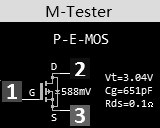 M-Tester
P-E-MOS
D 2
1 G 588mV
S 3
Vt=3.04V
Cg=651pF
Rds=0.1Ω